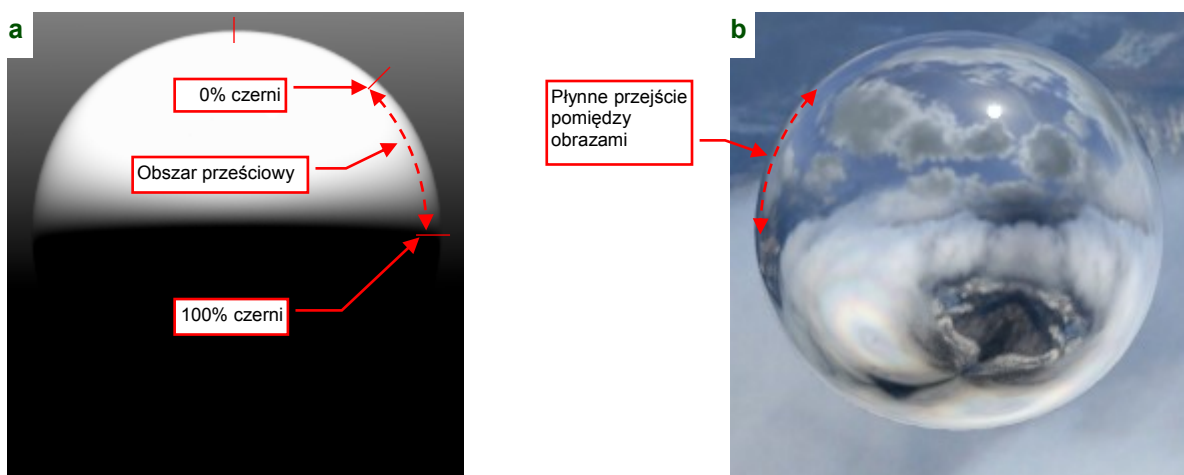 a
0% czerni
Obszar prześciowy
100% czerni
b
Płynne przejście
pomiędzy
obrazami